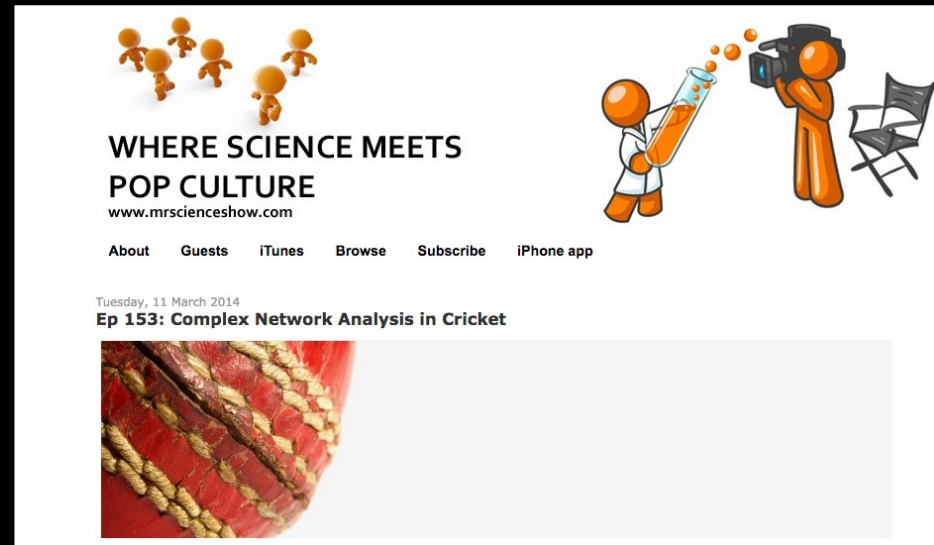 WHERE SCIENCE MEETS
POP CULTURE
www.mrscienceshow.com
About Guests iTunes Browse Subscribe iPhone app
Tuesday, 11 March 2014
Ep 153: Complex Network Analysis in Cricket